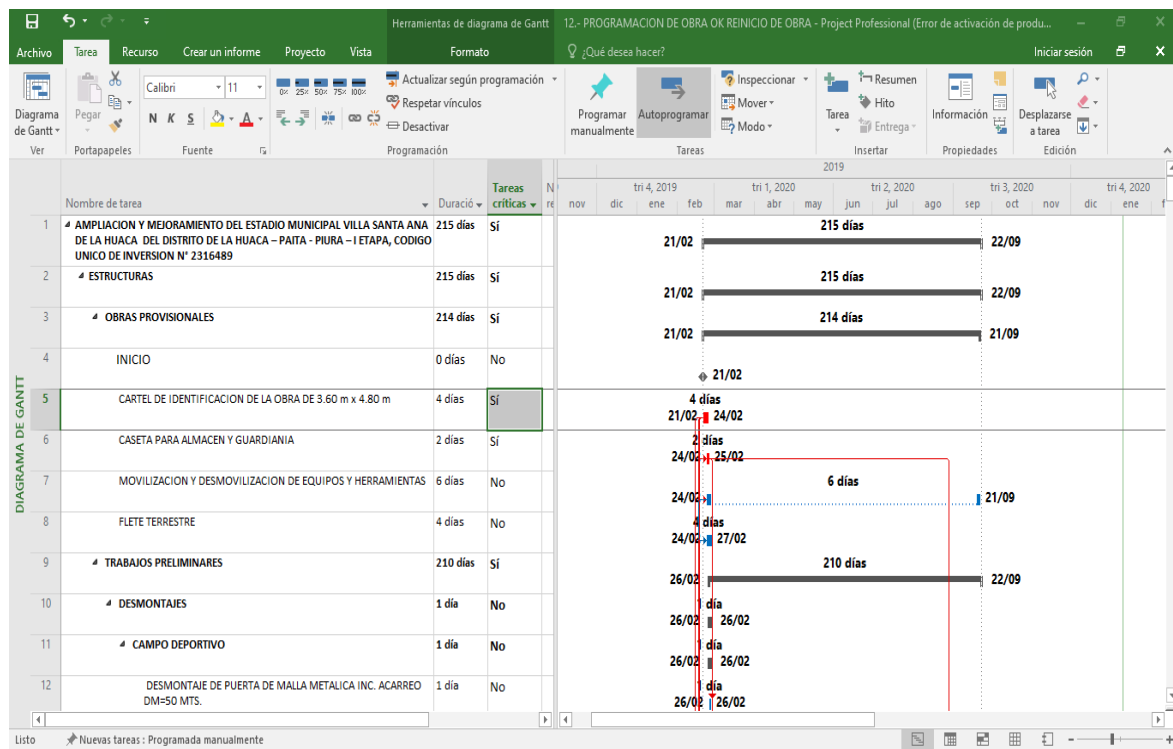 Herramientas de diagrama de Gantt 12.- PROGRAMACION DE OBRA OK REINICIO DE OBRA - Project Professional (Error de activación de produ...
Archivo Tarea Recurso Crear un informe Proyecto Vista Formato ¿Qué desea hacer? Iniciar sesión
Diagrama de Gantt
Ver
Pegar
Portapapeles
Calibri 11
N K S A
Fuente
0% 25% 50% 75% 100%
Actualizar según programación
Respetar vínculos
Desactivar
Programación
Programar manualmente
Autoprogramar
Inspeccionar
Mover
Modo
Tareas
Tarea
Resumen
Hito
Entrega
Insertar
Información
Propiedades
Desplazarse a tarea
Edición
Nombre de tarea Duració Tareas críticas N re
2019
tri 4, 2019 tri 1, 2020 tri 2, 2020 tri 3, 2020 tri 4, 2020
nov dic ene feb mar abr may jun jul ago sep oct nov dic ene f
DIAGRAMA DE GANTT
1 AMPLIACION Y MEJORAMIENTO DEL ESTADIO MUNICIPAL VILLA SANTA ANA 215 días Sí
DE LA HUACA DEL DISTRITO DE LA HUACA – PAITA - PIURA – I ETAPA, CODIGO
UNICO DE INVERSION N° 2316489
215 días
21/02 22/09
2 ESTRUCTURAS 215 días Sí
215 días
21/02 22/09
3 OBRAS PROVISIONALES 214 días Sí
214 días
21/02 21/09
4 INICIO 0 días No
21/02
5 CARTEL DE IDENTIFICACION DE LA OBRA DE 3.60 m x 4.80 m 4 días Sí
4 días
21/02 24/02
6 CASETA PARA ALMACEN Y GUARDIANIA 2 días Sí
2 días
24/02 25/02
7 MOVILIZACION Y DESMOVILIZACION DE EQUIPOS Y HERRAMIENTAS 6 días No
6 días
24/02 21/09
8 FLETE TERRESTRE 4 días No
4 días
24/02 27/02
9 TRABAJOS PRELIMINARES 210 días Sí
210 días
26/02 22/09
10 DESMONTAJES 1 día No
1 día
26/02 26/02
11 CAMPO DEPORTIVO 1 día No
1 día
26/02 26/02
12 DESMONTAJE DE PUERTA DE MALLA METALICA INC. ACARREO 1 día No
DM=50 MTS.
1 día
26/02 26/02
Listo Nuevas tareas : Programada manualmente